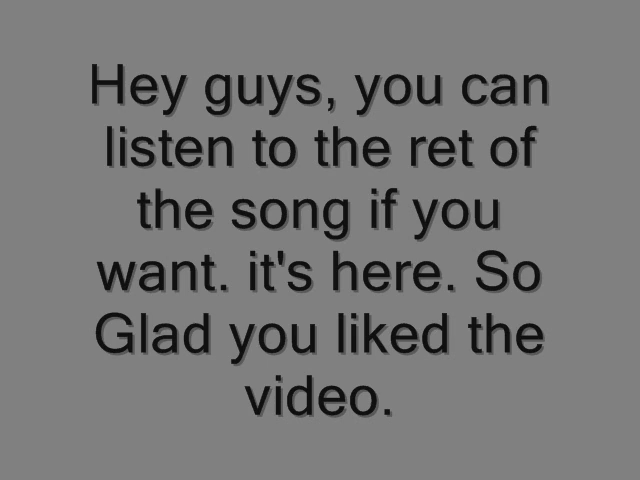 Hey guys, you can
listen to the ret of
the song if you
want. it's here. So
Glad you liked the
video.